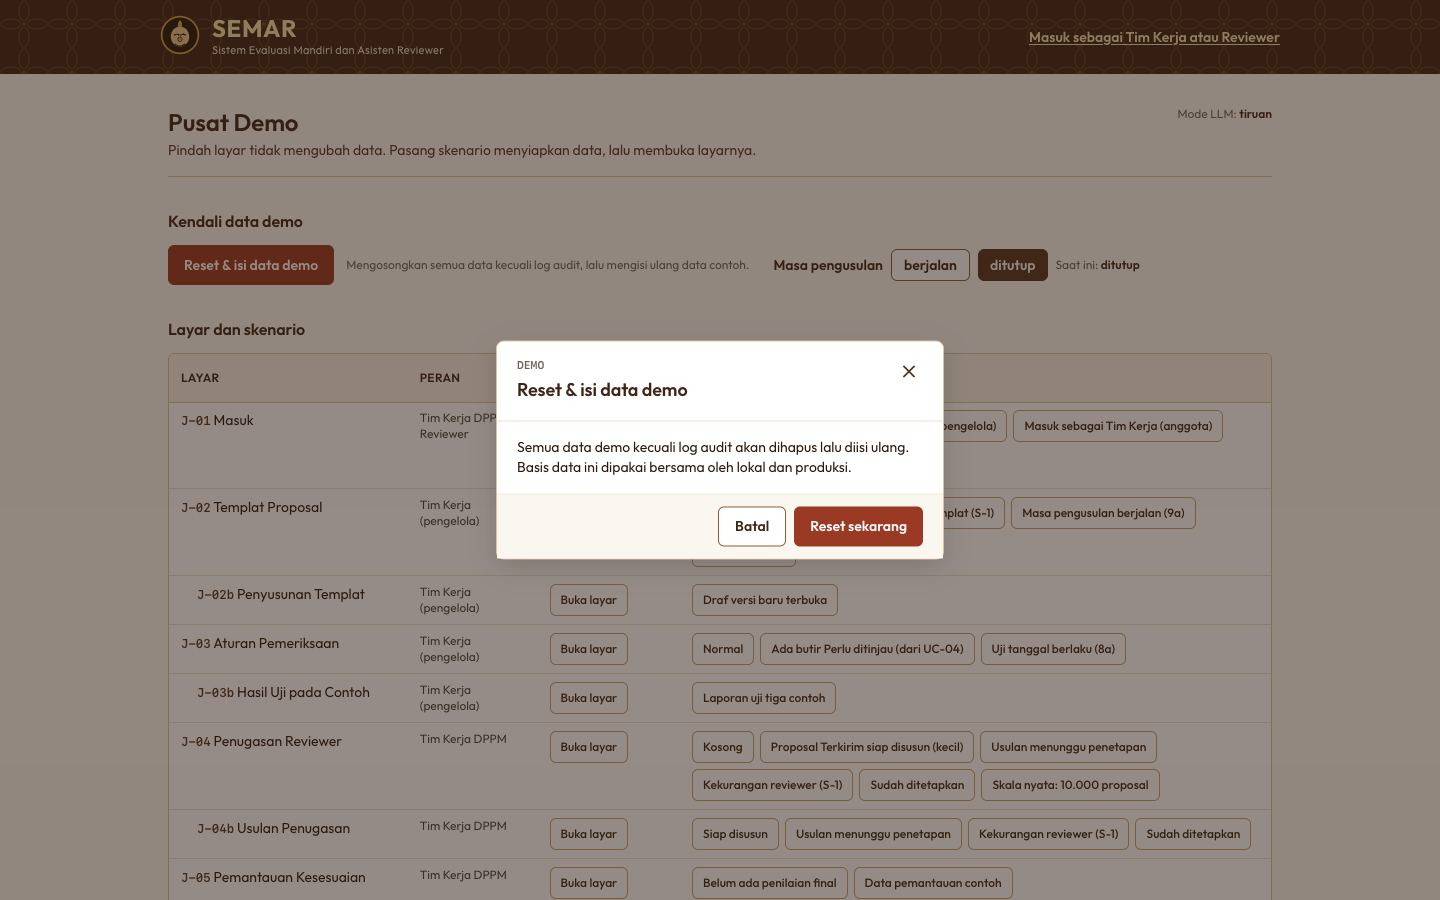 SEMAR
Sistem Evaluasi Mandiri dan Asisten Reviewer
Masuk sebagai Tim Kerja atau Reviewer
Pusat Demo
Mode LLM: tiruan
Pindah layar tidak mengubah data. Pasang skenario menyiapkan data, lalu membuka layarnya.
Kendali data demo
Reset & isi data demo
Mengosongkan semua data kecuali log audit, lalu mengisi ulang data contoh.
Masa pengusulan
berjalan
ditutup
Saat ini: ditutup
Layar dan skenario
LAYAR
PERAN
DEMO
Reset & isi data demo
Semua data demo kecuali log audit akan dihapus lalu diisi ulang.
Basis data ini dipakai bersama oleh lokal dan produksi.
Batal
Reset sekarang
J-01 Masuk
Tim Kerja
Reviewer
Masuk sebagai Tim Kerja (anggota)
J-02 Templat Proposal
Tim Kerja
(pengelola)
(S-1)
Masa pengusulan berjalan (9a)
J-02b Penyusunan Templat
Tim Kerja
(pengelola)
Buka layar
Draf versi baru terbuka
J-03 Aturan Pemeriksaan
Tim Kerja
(pengelola)
Buka layar
Normal
Ada butir Perlu ditinjau (dari UC-04)
Uji tanggal berlaku (8a)
J-03b Hasil Uji pada Contoh
Tim Kerja
(pengelola)
Buka layar
Laporan uji tiga contoh
J-04 Penugasan Reviewer
Tim Kerja DPPM
Buka layar
Kosong
Proposal Terkirim siap disusun (kecil)
Usulan menunggu penetapan
Kekurangan reviewer (S-1)
Sudah ditetapkan
Skala nyata: 10.000 proposal
J-04b Usulan Penugasan
Tim Kerja DPPM
Buka layar
Siap disusun
Usulan menunggu penetapan
Kekurangan reviewer (S-1)
Sudah ditetapkan
J-05 Pemantauan Kesesuaian
Tim Kerja DPPM
Buka layar
Belum ada penilaian final
Data pemantauan contoh